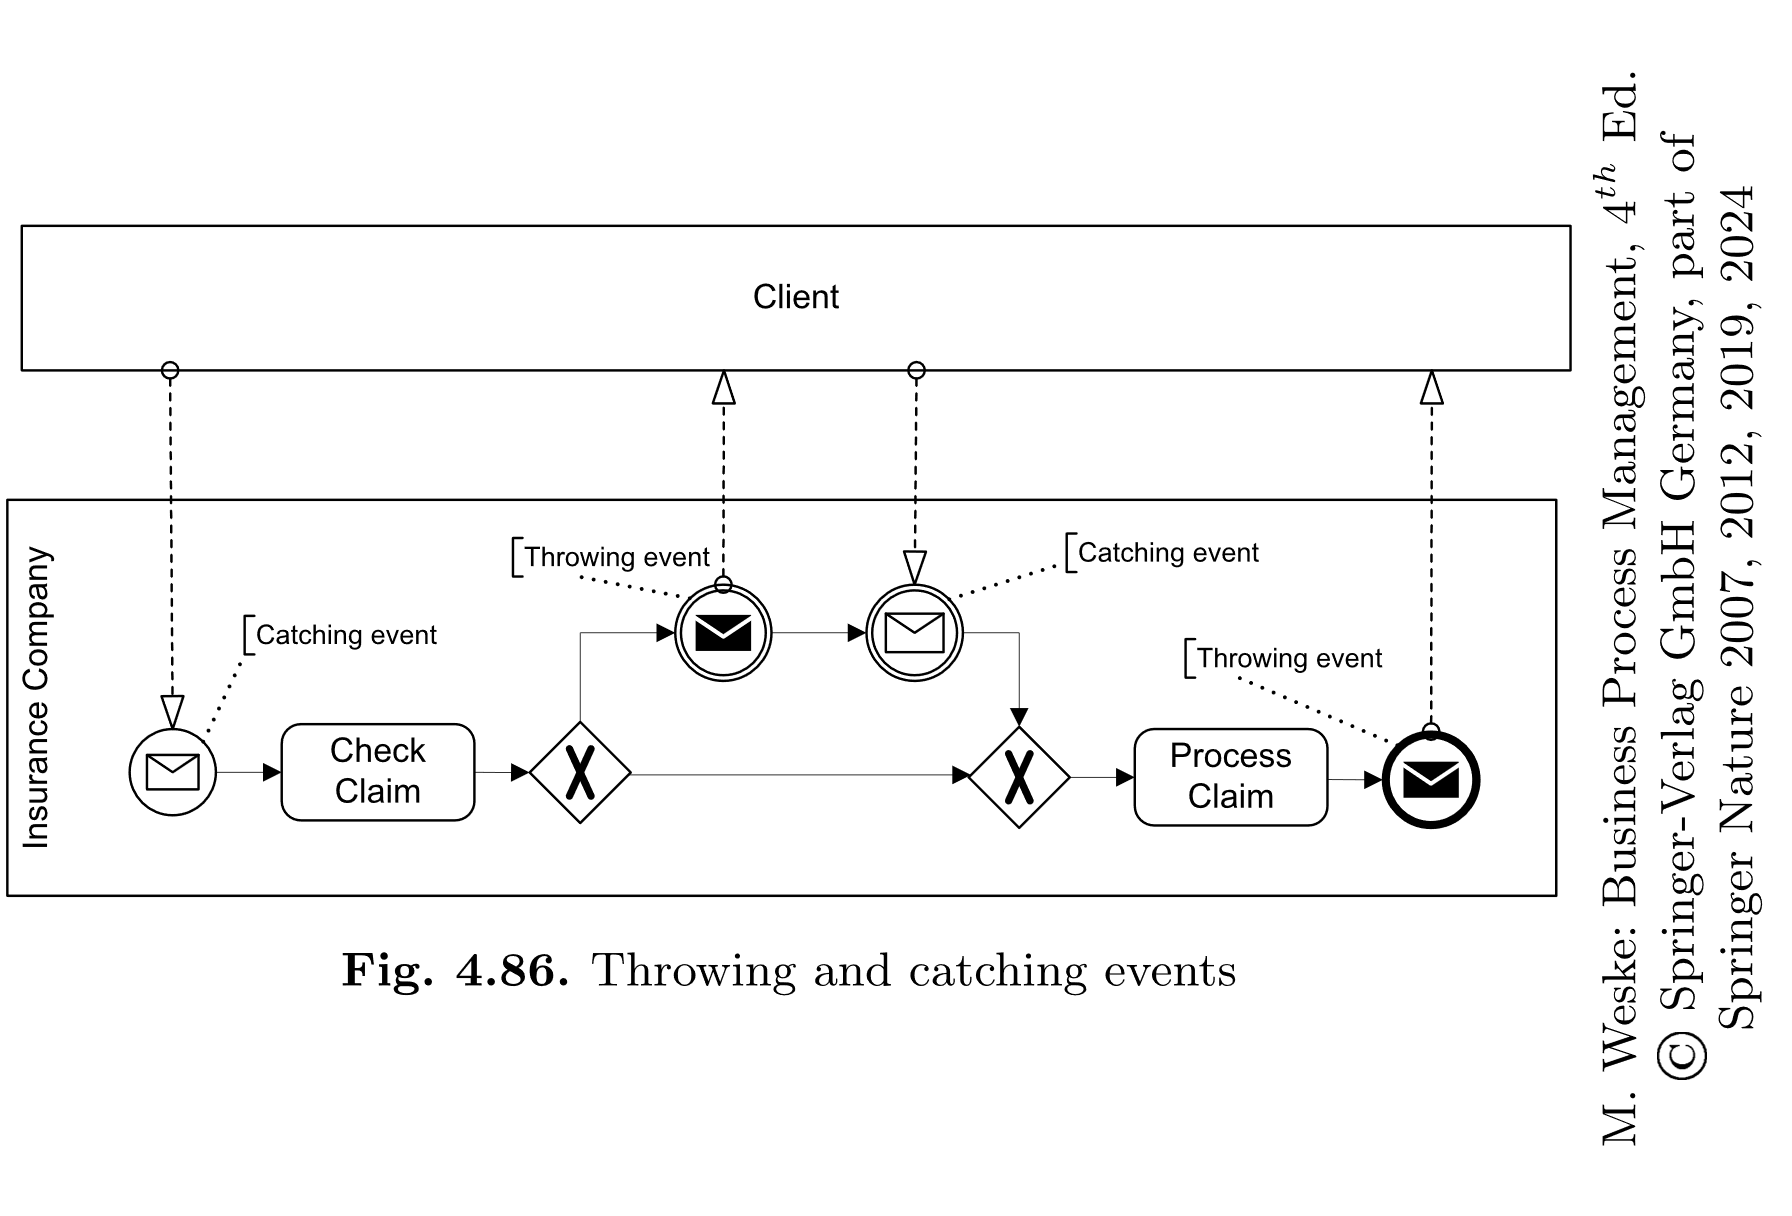 Client
Insurance Company
Throwing event
Catching event
Catching event
Throwing event
Check
Claim
Process
Claim
Fig. 4.86. Throwing and catching events
M. Weske: Business Process Management, 4th Ed.
© Springer-Verlag GmbH Germany, part of
Springer Nature 2007, 2012, 2019, 2024